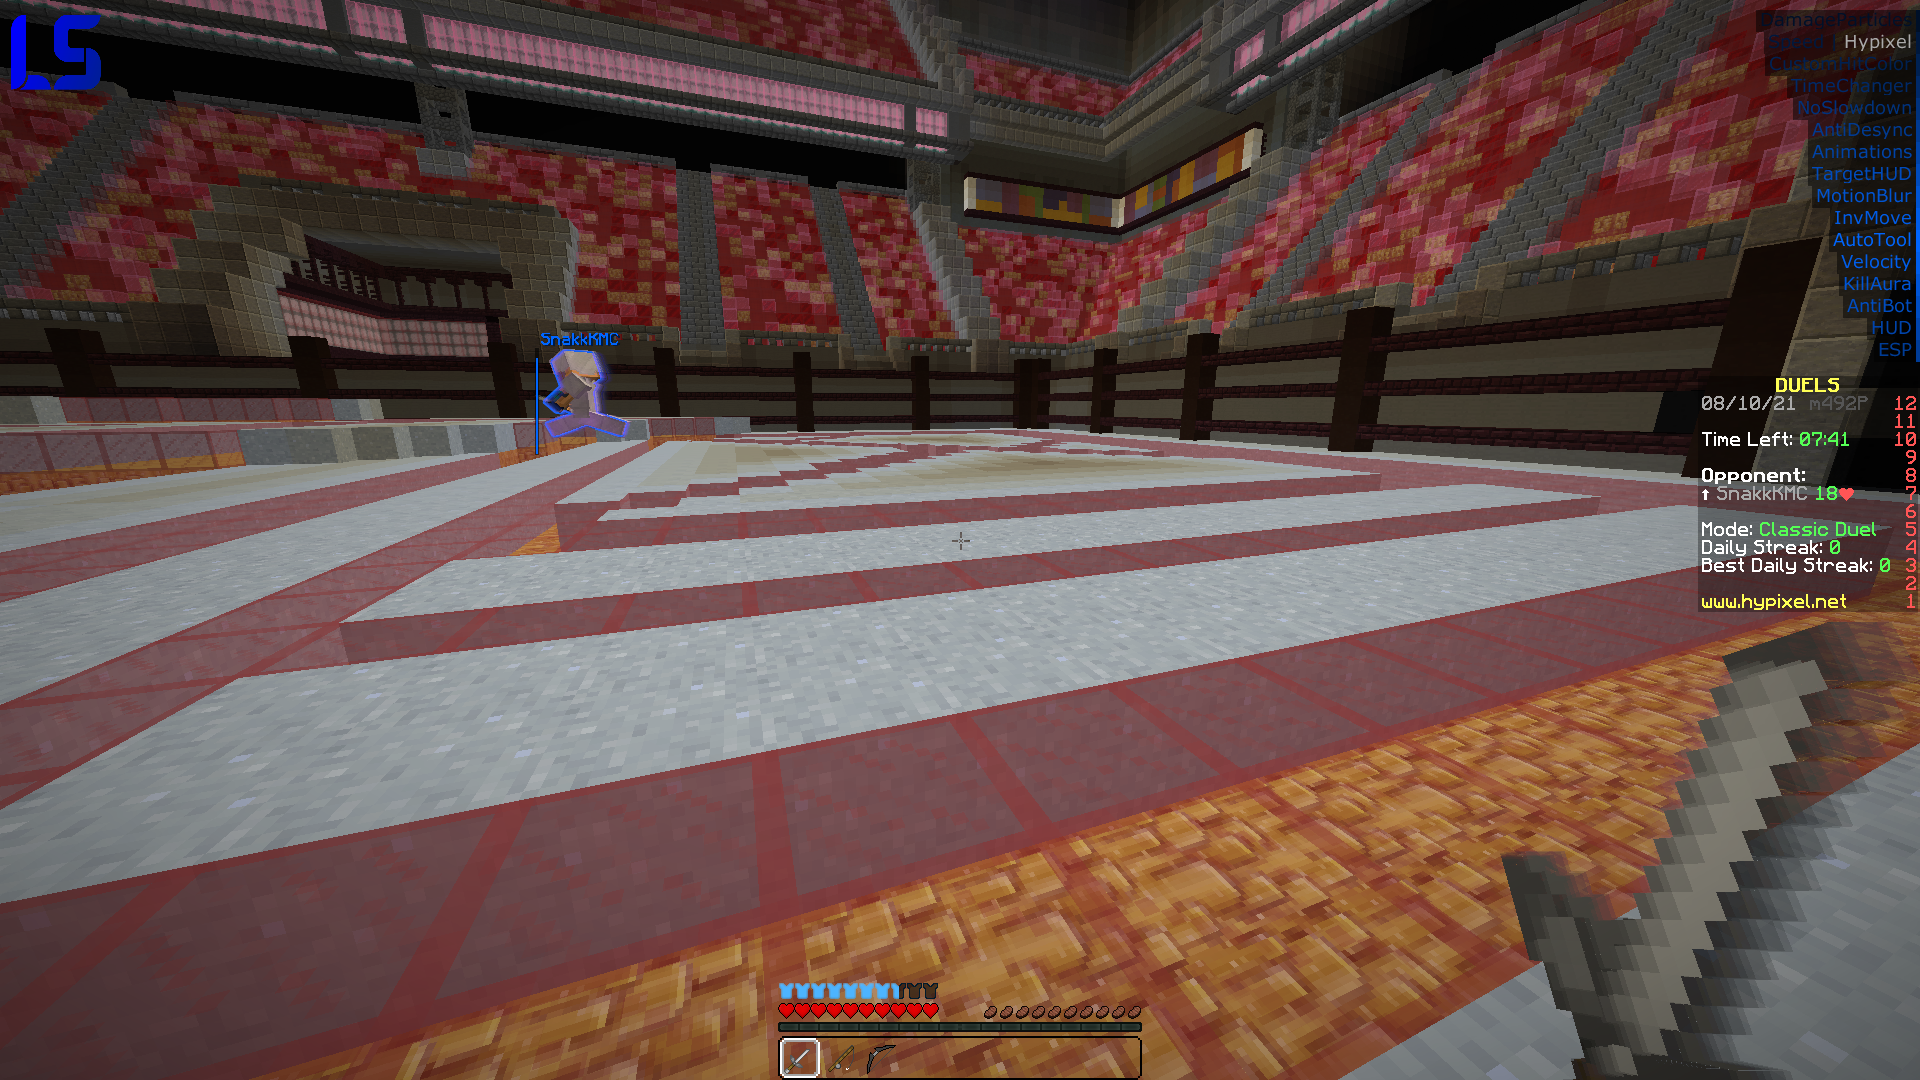 LS
DamageParticles
Speed Hypixel
CustomHitColor
TimeChanger
NoSlowdown
AntiDesync
Animations
TargetHUD
MotionBlur
InvMove
AutoTool
Velocity
KillAura
AntiBot
HUD
ESP
SnakkKMC
DUELS
08/10/21 m492P 12
11
Time Left: 07:41 10
9
Opponent: 8
↑ SnakkKMC 18❤ 7
6
Mode: Classic Duel 5
Daily Streak: 0 4
Best Daily Streak: 0 3
2
www.hypixel.net 1